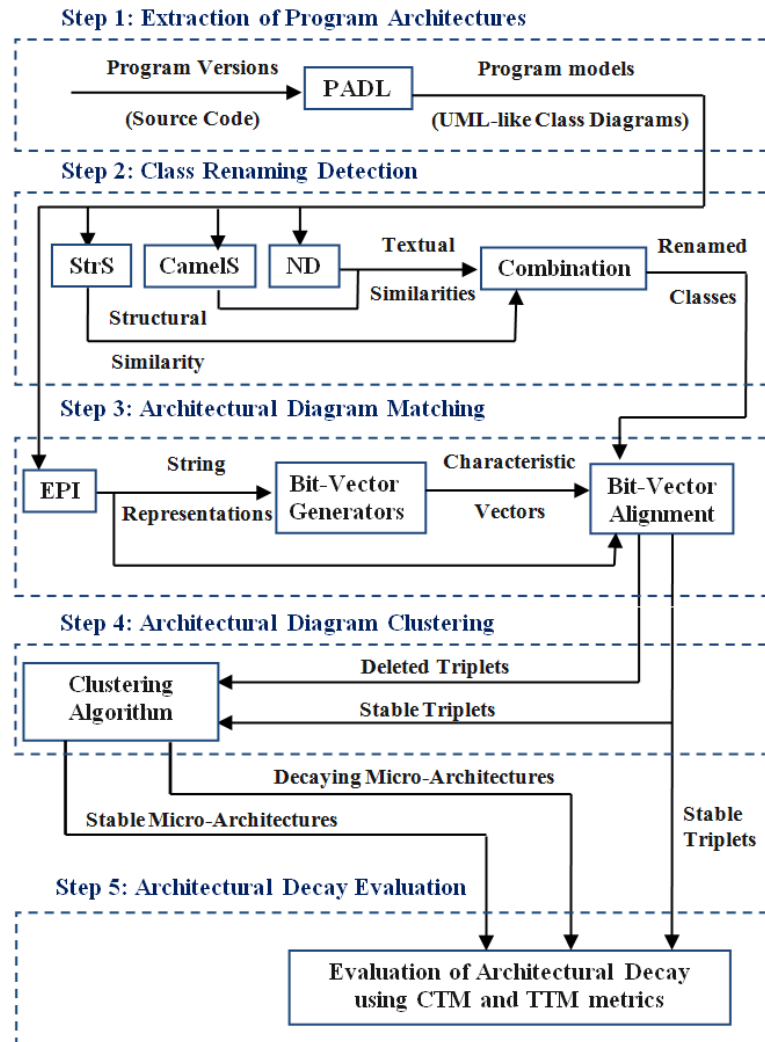 Step 1: Extraction of Program Architectures
Program Versions
(Source Code)
PADL
Program models
(UML-like Class Diagrams)
Step 2: Class Renaming Detection
StrS
CamelS
ND
Textual
Similarities
Combination
Renamed
Classes
Structural
Similarity
Step 3: Architectural Diagram Matching
EPI
String
Representations
Bit-Vector
Generators
Characteristic
Vectors
Bit-Vector
Alignment
Step 4: Architectural Diagram Clustering
Clustering
Algorithm
Deleted Triplets
Stable Triplets
Decaying Micro-Architectures
Stable Micro-Architectures
Stable
Triplets
Step 5: Architectural Decay Evaluation
Evaluation of Architectural Decay
using CTM and TTM metrics